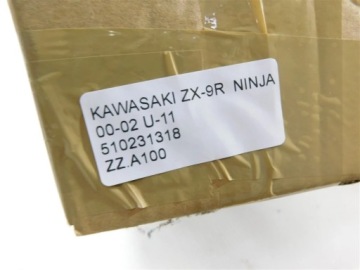 KAWASAKI ZX-9R NINJA
00-02 U-11
510231318
ZZ.A100